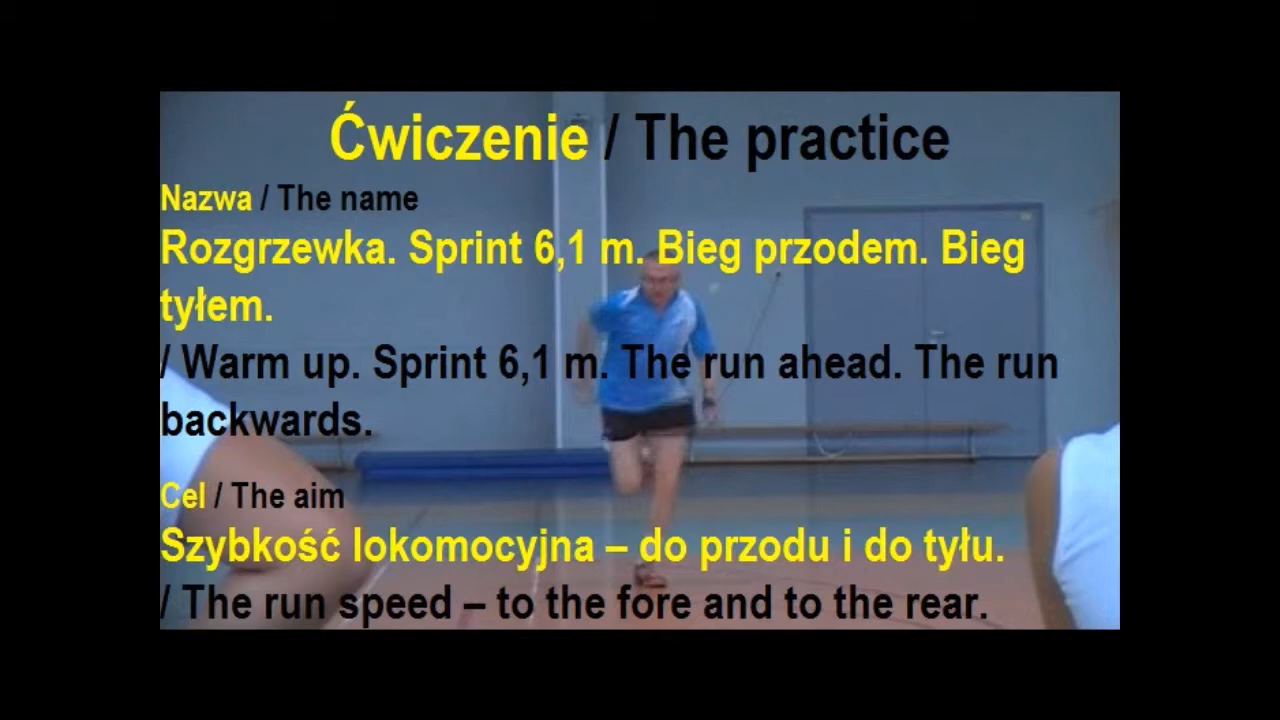 Ćwiczenie / The practice
Nazwa / The name
Rozgrzewka. Sprint 6,1 m. Bieg przodem. Bieg
tyłem.
/ Warm up. Sprint 6,1 m. The run ahead. The run
backwards.
Cel / The aim
Szybkość lokomocyjna – do przodu i do tyłu.
/ The run speed – to the fore and to the rear.